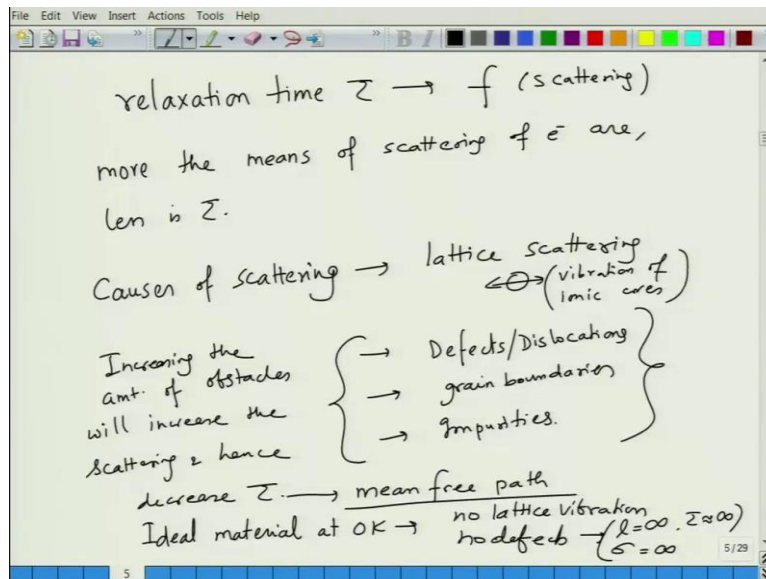 File Edit View Insert Actions Tools Help
relaxation time τ → f (scattering)
more the means of scattering of e⁻ are,
less is τ.
Causes of scattering → lattice scattering
(vibration of
ionic cores)
Increasing the
amt. of obstacles
will increase the
scattering & hence
decrease τ. → mean free path
→ Defects/Dislocations
→ grain boundaries
→ Impurities.
Ideal material at 0K → no lattice vibration
no defects → (l=∞, τ≈∞)
σ=∞
5/29
5